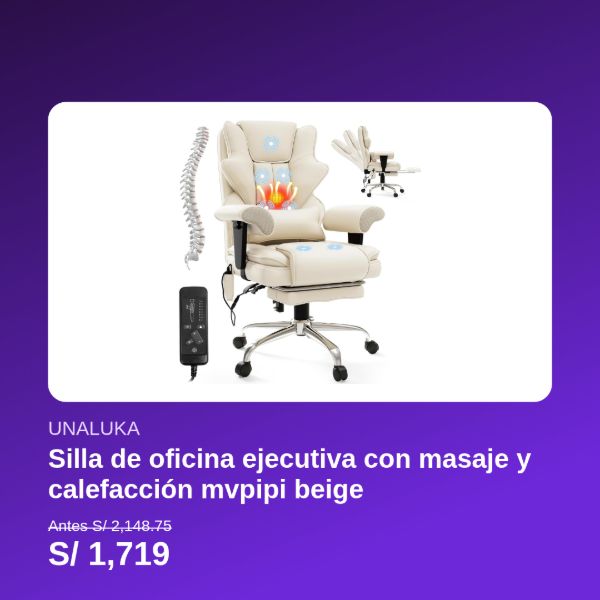 UNALUKA
Silla de oficina ejecutiva con masaje y
calefacción mvpipi beige
Antes S/ 2,148.75
S/ 1,719